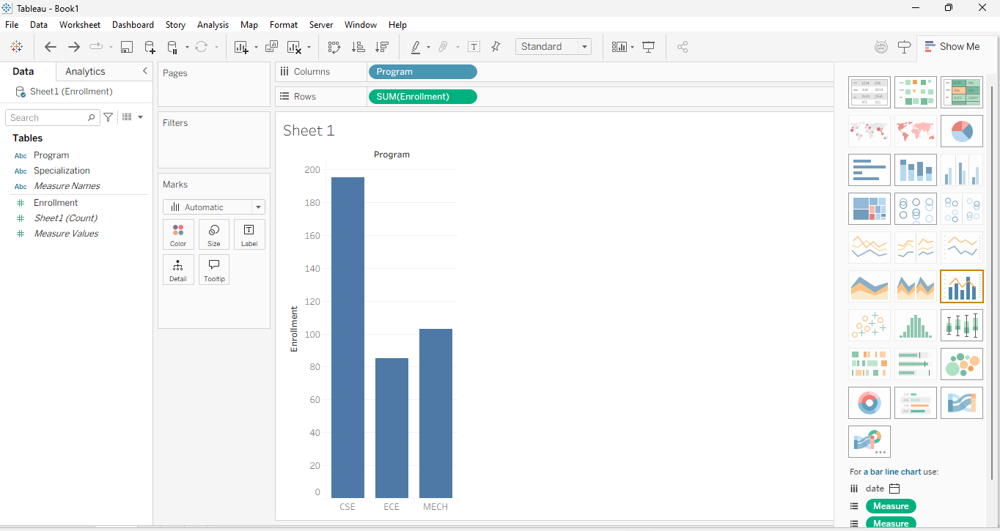 Tableau - Book1
File Data Worksheet Dashboard Story Analysis Map Format Server Window Help
Standard
Show Me
Data Analytics
Sheet1 (Enrollment)
Search
Tables
Abc Program
Abc Specialization
Abc Measure Names
# Enrollment
# Sheet1 (Count)
# Measure Values
Pages
Filters
Marks
Automatic
Color Size Label
Detail Tooltip
Columns Program
Rows SUM(Enrollment)
Sheet 1
Program
200
180
160
140
120
100
80
60
40
20
0
Enrollment
CSE ECE MECH
For a bar line chart use:
date
Measure
Measure